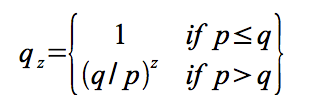 q_z = { 1 if p ≤ q
(q / p)^z if p > q }